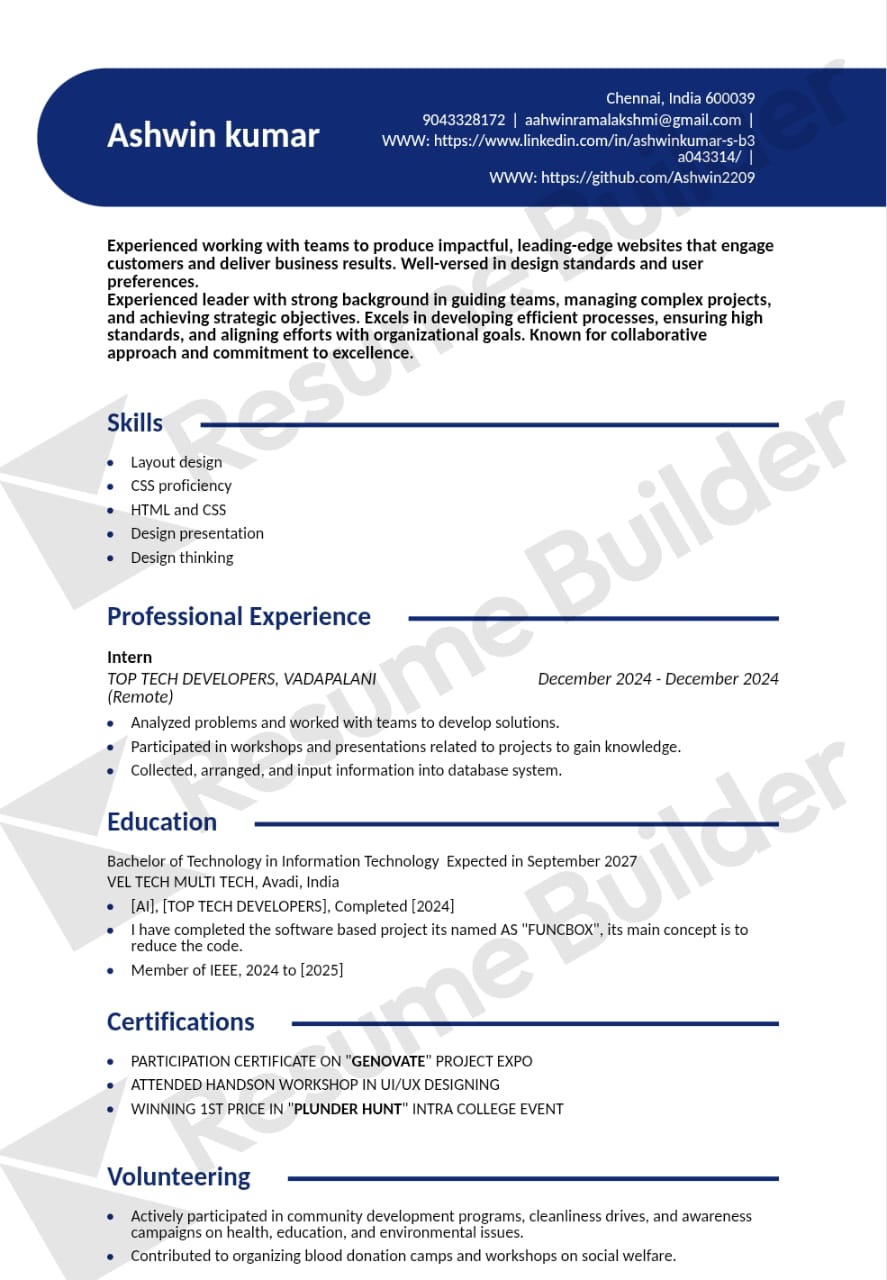 Ashwin kumar
Chennai, India 600039
9043328172 | aahwinramalakshmi@gmail.com |
WWW: https://www.linkedin.com/in/ashwinkumar-s-b3
a043314/ |
WWW: https://github.com/Ashwin2209
Experienced working with teams to produce impactful, leading-edge websites that engage
customers and deliver business results. Well-versed in design standards and user
preferences.
Experienced leader with strong background in guiding teams, managing complex projects,
and achieving strategic objectives. Excels in developing efficient processes, ensuring high
standards, and aligning efforts with organizational goals. Known for collaborative
approach and commitment to excellence.
Resume Builder
Skills
• Layout design
• CSS proficiency
• HTML and CSS
• Design presentation
• Design thinking
Resume Builder
Professional Experience
Intern
TOP TECH DEVELOPERS, VADAPALANI December 2024 - December 2024
(Remote)
• Analyzed problems and worked with teams to develop solutions.
• Participated in workshops and presentations related to projects to gain knowledge.
• Collected, arranged, and input information into database system.
Education
Bachelor of Technology in Information Technology  Expected in September 2027
VEL TECH MULTI TECH, Avadi, India
• [AI], [TOP TECH DEVELOPERS], Completed [2024]
• I have completed the software based project its named AS "FUNCBOX", its main concept is to
reduce the code.
• Member of IEEE, 2024 to [2025]
Resume Builder
Certifications
• PARTICIPATION CERTIFICATE ON "GENOVATE" PROJECT EXPO
• ATTENDED HANDSON WORKSHOP IN UI/UX DESIGNING
• WINNING 1ST PRICE IN "PLUNDER HUNT" INTRA COLLEGE EVENT
Volunteering
• Actively participated in community development programs, cleanliness drives, and awareness
campaigns on health, education, and environmental issues.
• Contributed to organizing blood donation camps and workshops on social welfare.